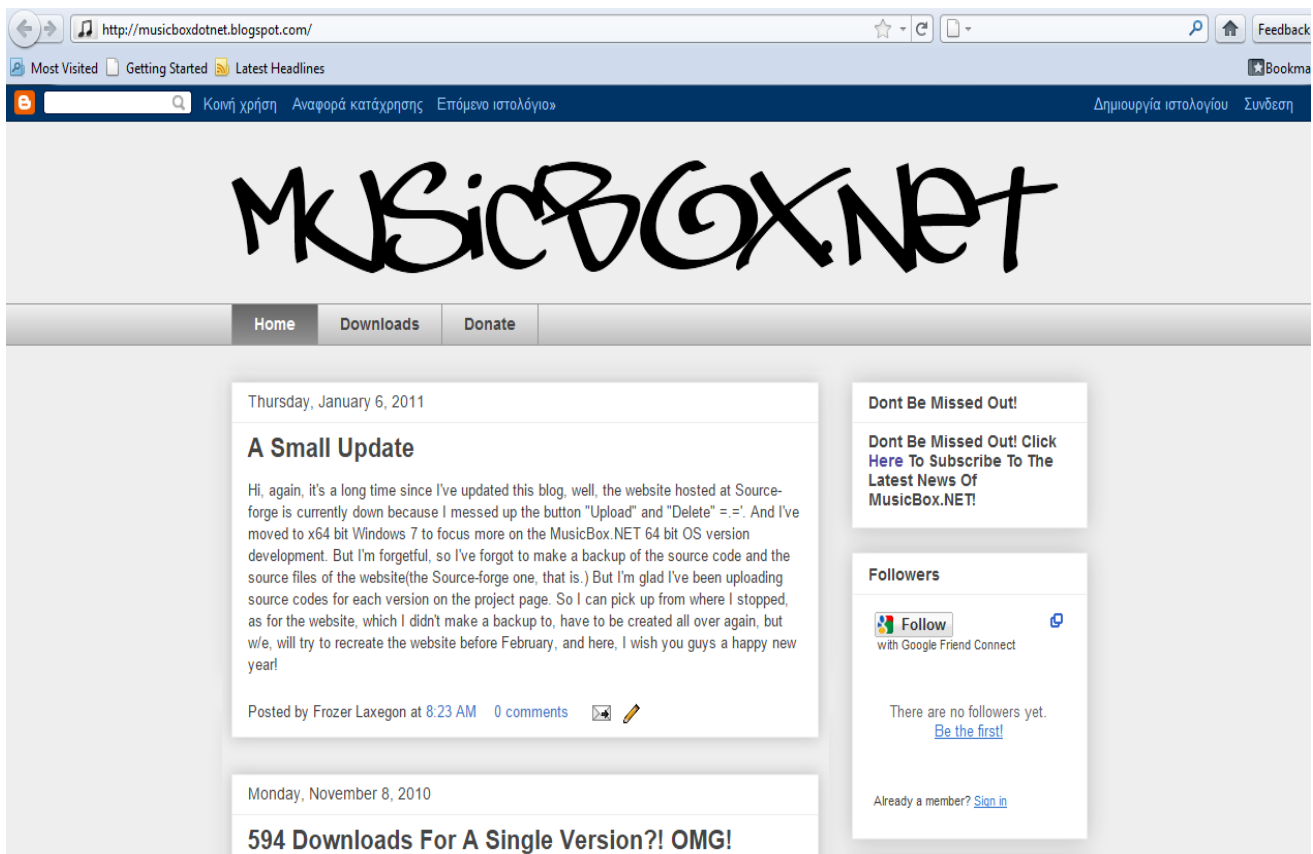 http://musicboxdotnet.blogspot.com/
Feedback
Most Visited Getting Started Latest Headlines
Bookma
Κοινή χρήση Αναφορά κατάχρησης Επόμενο ιστολόγιο»
Δημιουργία ιστολογίου Συνδεση
MUSiCBOX.NET
Home Downloads Donate
Thursday, January 6, 2011
A Small Update
Hi, again, it's a long time since I've updated this blog, well, the website hosted at Source-
forge is currently down because I messed up the button "Upload" and "Delete" =.='. And I've
moved to x64 bit Windows 7 to focus more on the MusicBox.NET 64 bit OS version
development. But I'm forgetful, so I've forgot to make a backup of the source code and the
source files of the website(the Source-forge one, that is.) But I'm glad I've been uploading
source codes for each version on the project page. So I can pick up from where I stopped,
as for the website, which I didn't make a backup to, have to be created all over again, but
w/e, will try to recreate the website before February, and here, I wish you guys a happy new
year!
Posted by Frozer Laxegon at 8:23 AM 0 comments
Monday, November 8, 2010
594 Downloads For A Single Version?! OMG!
Dont Be Missed Out!
Dont Be Missed Out! Click
Here To Subscribe To The
Latest News Of
MusicBox.NET!
Followers
Follow
with Google Friend Connect
There are no followers yet.
Be the first!
Already a member? Sign in